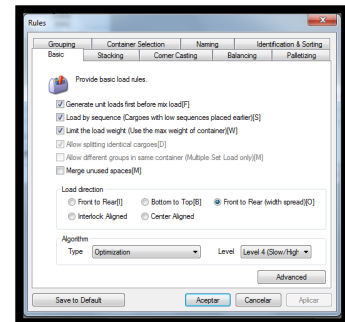 Rules
Grouping Container Selection Naming Identification & Sorting
Basic Stacking Corner Casting Balancing Palletizing
Provide basic load rules.
Generate unit loads first before mix load[F]
Load by sequence (Cargoes with low sequences placed earlier)[S]
Limit the load weight (Use the max weight of container)[W]
Allow splitting identical cargoes[D]
Allow different groups in same container (Multiple Set Load only)[M]
Merge unused spaces[M]
Load direction
Front to Rear[I] Bottom to Top[B] Front to Rear (width spread)[O]
Interlock Aligned Center Aligned
Algorithm
Type Optimization Level Level 4 (Slow/High
Advanced
Save to Default Aceptar Cancelar Aplicar